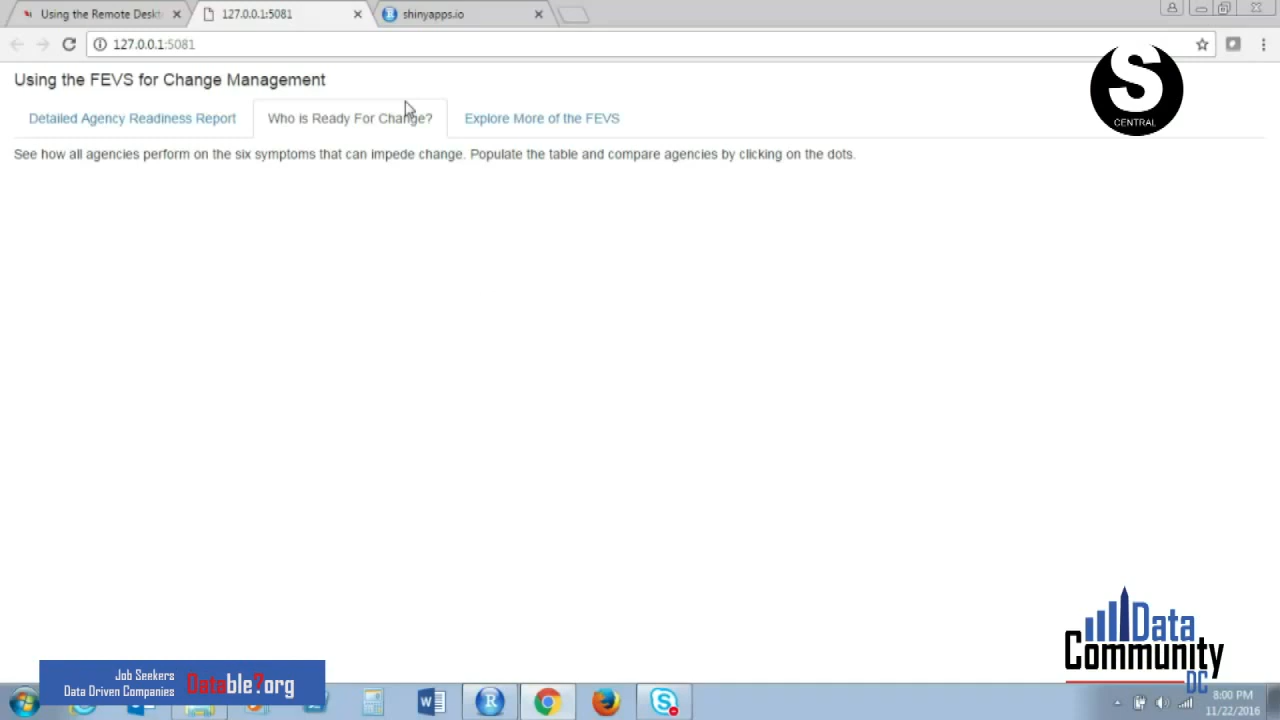 Using the Remote Deskt
127.0.0.1:5081
shinyapps.io
127.0.0.1:5081
Using the FEVS for Change Management
Detailed Agency Readiness Report
Who is Ready For Change?
Explore More of the FEVS
See how all agencies perform on the six symptoms that can impede change. Populate the table and compare agencies by clicking on the dots.
S
CENTRAL
Data
Community
DC
Job Seekers
Data Driven Companies
Datable?org
8:00 PM
11/22/2016